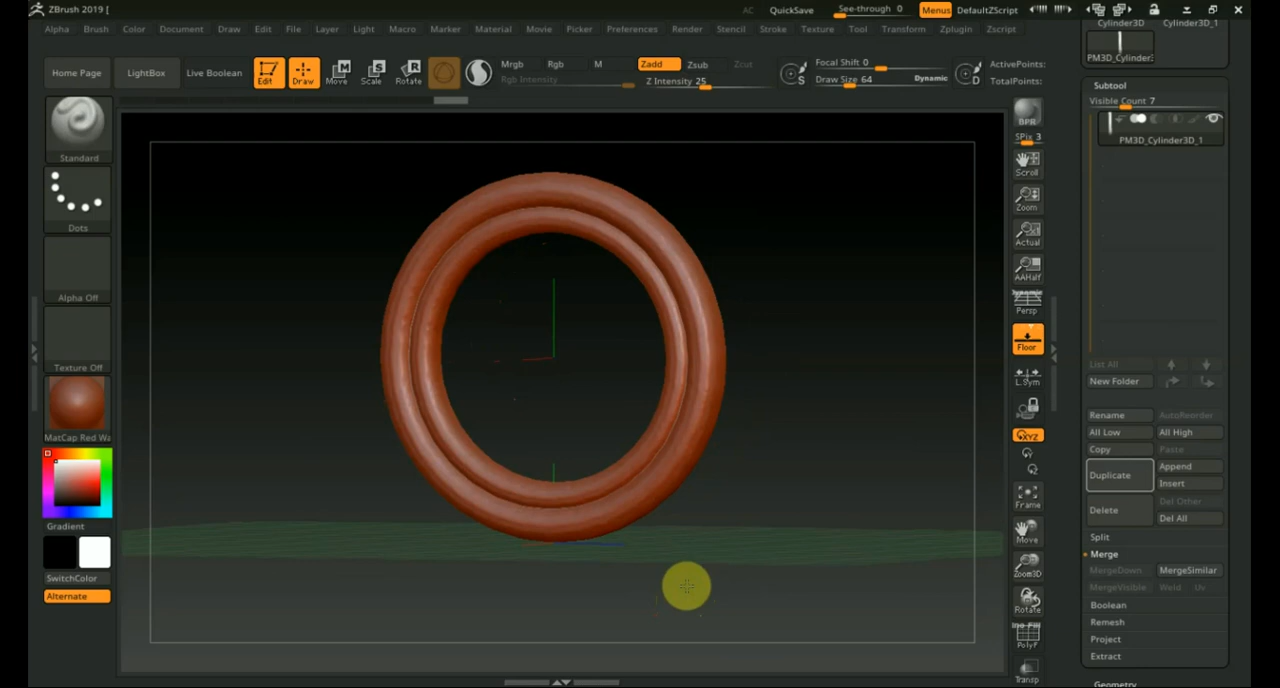 ZBrush 2019 [
AC QuickSave See-through 0 Menus DefaultZScript
Alpha Brush Color Document Draw Edit File Layer Light Macro Marker Material Movie Picker Preferences Render Stencil Stroke Texture Tool Transform Zplugin Zscript
Home Page LightBox Live Boolean Edit Draw Move Scale Rotate
Mrgb Rgb M Zadd Zsub Zcut
Rgb Intensity Z Intensity 25
Focal Shift 0
Draw Size 64 Dynamic
ActivePoints:
TotalPoints:
S
D
Standard
Dots
Alpha Off
Texture Off
MatCap Red Wa
Gradient
SwitchColor
Alternate
BPR
SPix 3
Scroll
Zoom
Actual
AAHalf
Dynamic
Persp
Floor
L.Sym
XYZ
Frame
Move
Zoom3D
Rotate
PolyF
Transp
Cylinder3D Cylinder3D_1
PM3D_Cylinder3
Subtool
Visible Count 7
PM3D_Cylinder3D_1
List All
New Folder
Rename AutoReorder
All Low All High
Copy Paste
Duplicate Append
Insert
Delete Del Other
Del All
Split
Merge
MergeDown MergeSimilar
MergeVisible Weld Uv
Boolean
Remesh
Project
Extract
Geometry